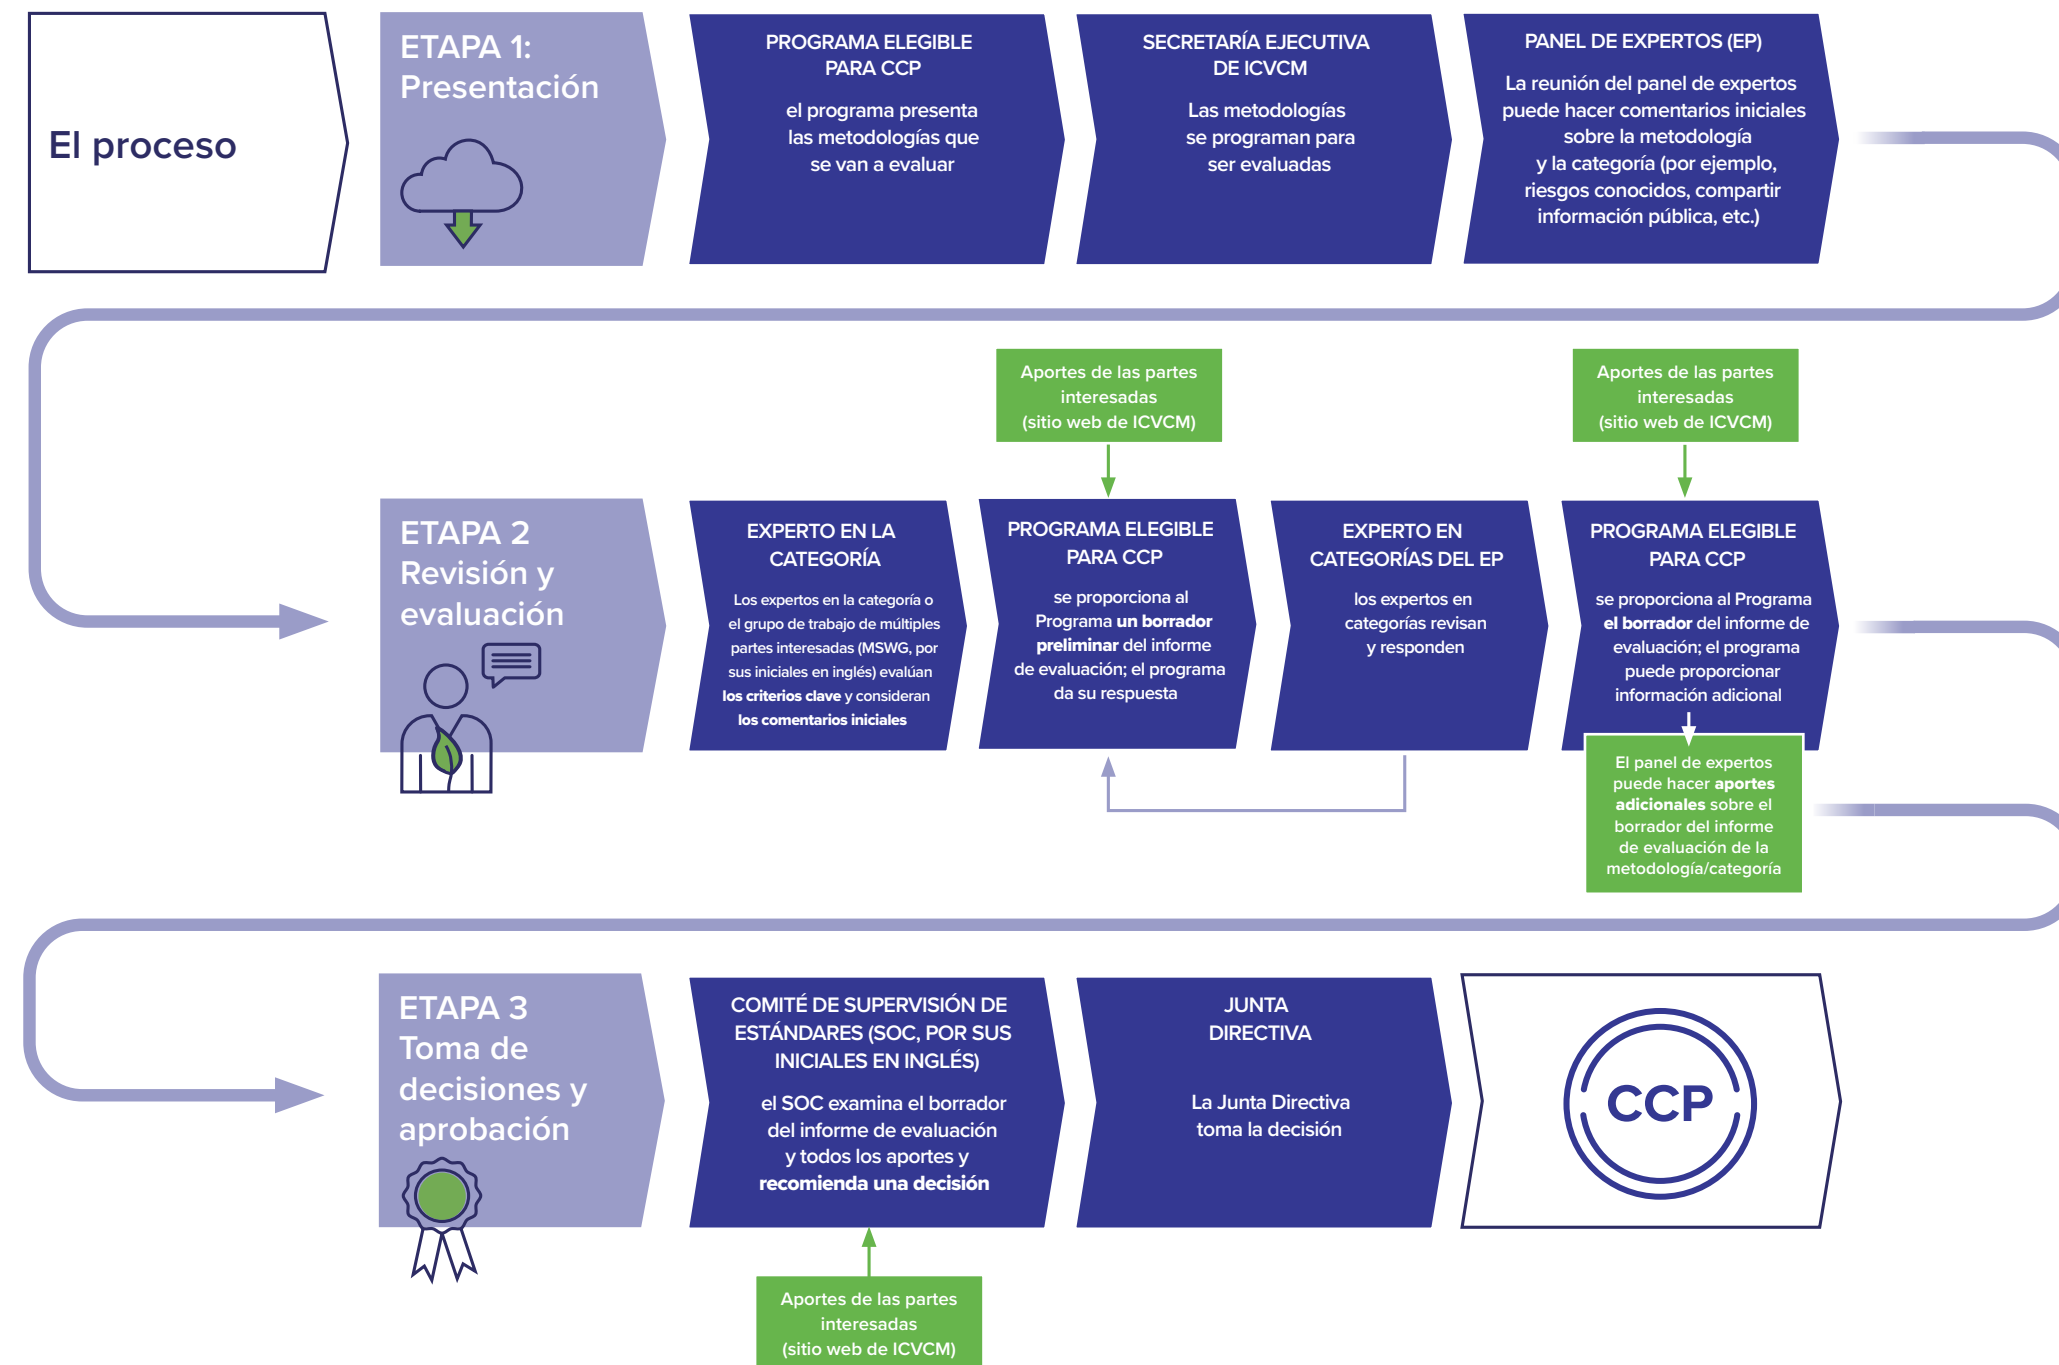 El proceso
ETAPA 1:
Presentación
PROGRAMA ELEGIBLE
PARA CCP
el programa presenta
las metodologías que
se van a evaluar
SECRETARÍA EJECUTIVA
DE ICVCM
Las metodologías
se programan para
ser evaluadas
PANEL DE EXPERTOS (EP)
La reunión del panel de expertos
puede hacer comentarios iniciales
sobre la metodología
y la categoría (por ejemplo,
riesgos conocidos, compartir
información pública, etc.)
Aportes de las partes
interesadas
(sitio web de ICVCM)
Aportes de las partes
interesadas
(sitio web de ICVCM)
ETAPA 2
Revisión y
evaluación
EXPERTO EN LA
CATEGORÍA
Los expertos en la categoría o
el grupo de trabajo de múltiples
partes interesadas (MSWG, por
sus iniciales en inglés) evalúan
los criterios clave y consideran
los comentarios iniciales
PROGRAMA ELEGIBLE
PARA CCP
se proporciona al
Programa un borrador
preliminar del informe
de evaluación; el programa
da su respuesta
EXPERTO EN
CATEGORÍAS DEL EP
los expertos en
categorías revisan
y responden
PROGRAMA ELEGIBLE
PARA CCP
se proporciona al Programa
el borrador del informe de
evaluación; el programa
puede proporcionar
información adicional
El panel de expertos
puede hacer aportes
adicionales sobre el
borrador del informe
de evaluación de la
metodología/categoría
ETAPA 3
Toma de
decisiones y
aprobación
COMITÉ DE SUPERVISIÓN DE
ESTÁNDARES (SOC, POR SUS
INICIALES EN INGLÉS)
el SOC examina el borrador
del informe de evaluación
y todos los aportes y
recomienda una decisión
JUNTA
DIRECTIVA
La Junta Directiva
toma la decisión
CCP
Aportes de las partes
interesadas
(sitio web de ICVCM)